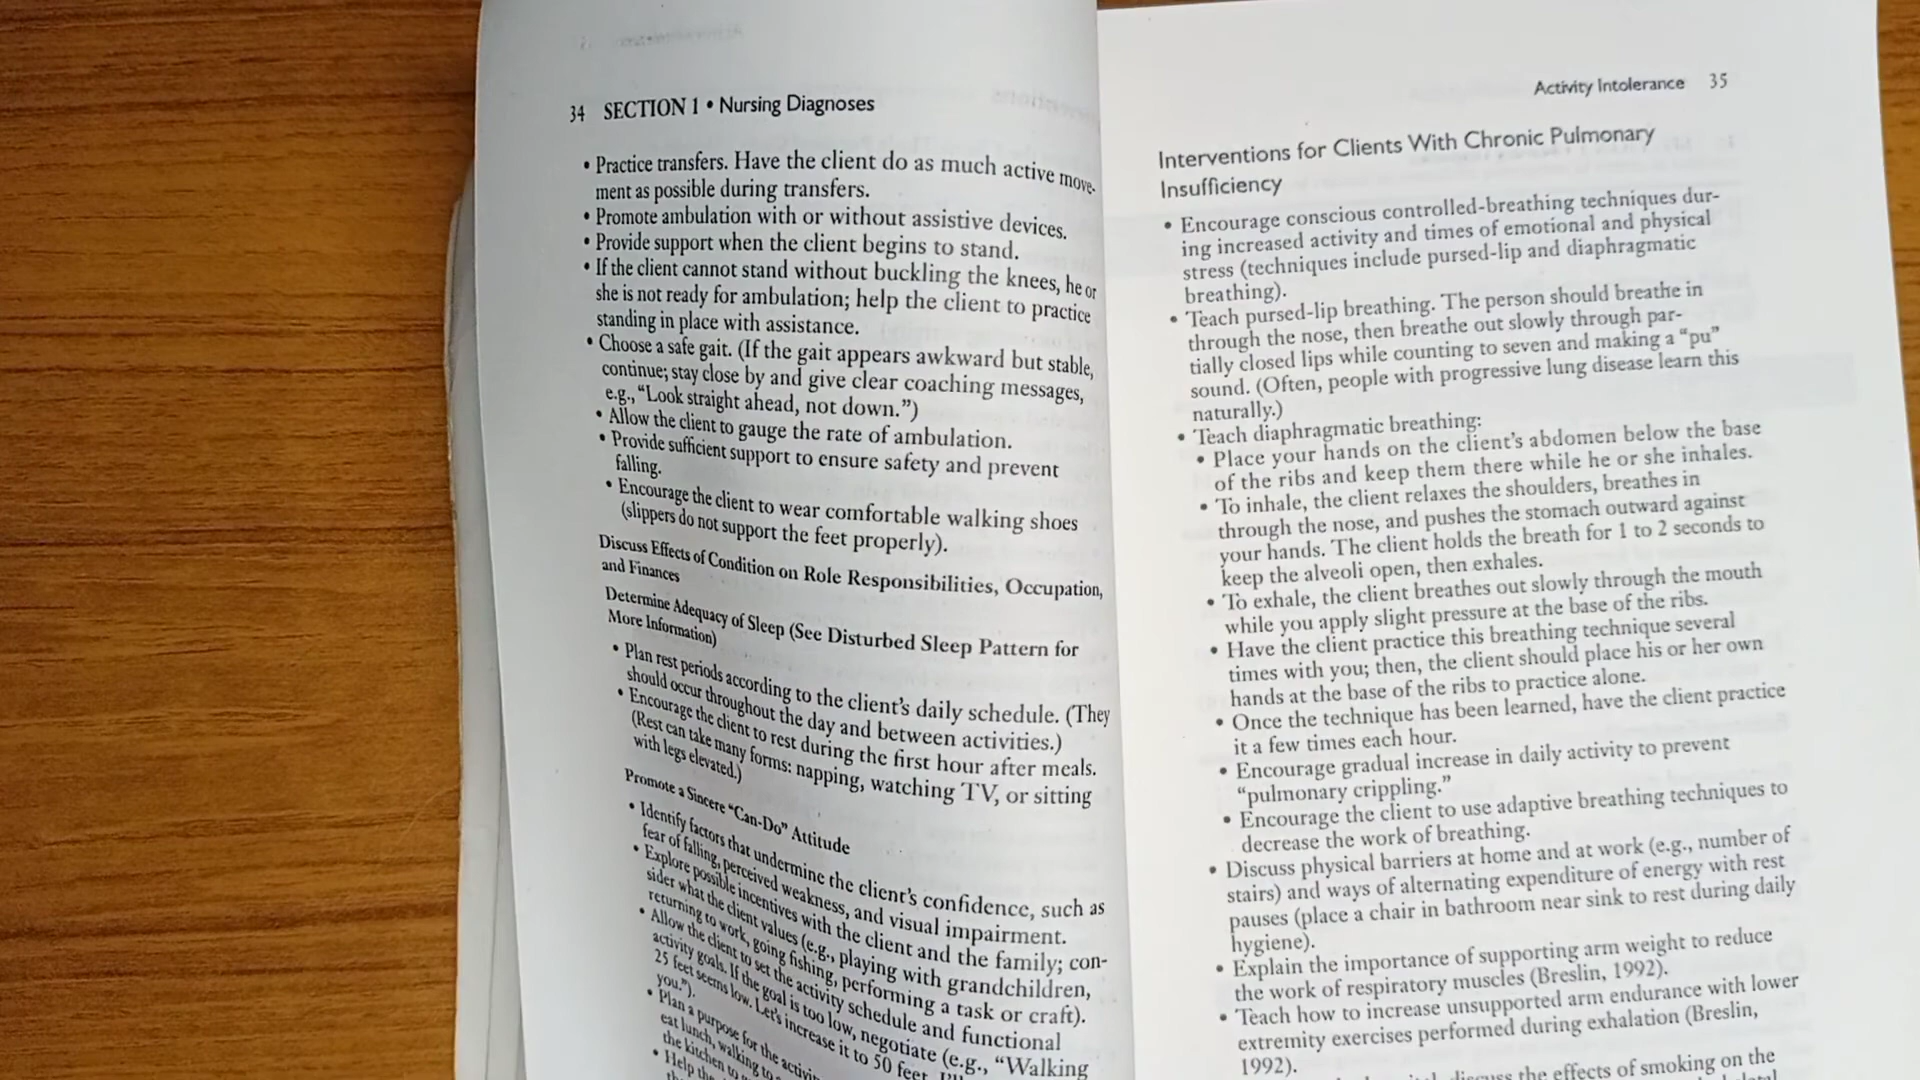 34 SECTION 1 • Nursing Diagnoses
• Practice transfers. Have the client do as much active move-
ment as possible during transfers.
• Promote ambulation with or without assistive devices.
• Provide support when the client begins to stand.
• If the client cannot stand without buckling the knees, he or
she is not ready for ambulation; help the client to practice
standing in place with assistance.
• Choose a safe gait. (If the gait appears awkward but stable,
continue; stay close by and give clear coaching messages,
e.g., “Look straight ahead, not down.”)
• Allow the client to gauge the rate of ambulation.
• Provide sufficient support to ensure safety and prevent
falling.
• Encourage the client to wear comfortable walking shoes
(slippers do not support the feet properly).
Discuss Effects of Condition on Role Responsibilities, Occupation,
and Finances
Determine Adequacy of Sleep (See Disturbed Sleep Pattern for
More Information)
• Plan rest periods according to the client’s daily schedule. (They
should occur throughout the day and between activities.)
• Encourage the client to rest during the first hour after meals.
(Rest can take many forms: napping, watching TV, or sitting
with legs elevated.)
Promote a Sincere “Can-Do” Attitude
• Identify factors that undermine the client’s confidence, such as
fear of falling, perceived weakness, and visual impairment.
• Explore possible incentives with the client and the family; con-
sider what the client values (e.g., playing with grandchildren,
returning to work, going fishing, performing a task or craft).
• Allow the client to set the activity schedule and functional
activity goals. If the goal is too low, negotiate (e.g., “Walking
25 feet seems low. Let’s increase it to 50 feet.
you.”).
• Plan a purpose for the
eat lunch, walking to
the kitchen to
• Help the
Activity Intolerance 35
Interventions for Clients With Chronic Pulmonary
Insufficiency
• Encourage conscious controlled-breathing techniques dur-
ing increased activity and times of emotional and physical
stress (techniques include pursed-lip and diaphragmatic
breathing).
• Teach pursed-lip breathing. The person should breathe in
through the nose, then breathe out slowly through par-
tially closed lips while counting to seven and making a “pu”
sound. (Often, people with progressive lung disease learn this
naturally.)
• Teach diaphragmatic breathing:
• Place your hands on the client’s abdomen below the base
of the ribs and keep them there while he or she inhales.
• To inhale, the client relaxes the shoulders, breathes in
through the nose, and pushes the stomach outward against
your hands. The client holds the breath for 1 to 2 seconds to
keep the alveoli open, then exhales.
• To exhale, the client breathes out slowly through the mouth
while you apply slight pressure at the base of the ribs.
• Have the client practice this breathing technique several
times with you; then, the client should place his or her own
hands at the base of the ribs to practice alone.
• Once the technique has been learned, have the client practice
it a few times each hour.
• Encourage gradual increase in daily activity to prevent
“pulmonary crippling.”
• Encourage the client to use adaptive breathing techniques to
decrease the work of breathing.
• Discuss physical barriers at home and at work (e.g., number of
stairs) and ways of alternating expenditure of energy with rest
pauses (place a chair in bathroom near sink to rest during daily
hygiene).
• Explain the importance of supporting arm weight to reduce
the work of respiratory muscles (Breslin, 1992).
• Teach how to increase unsupported arm endurance with lower
extremity exercises performed during exhalation (Breslin,
1992).
discuss the effects of smoking on the